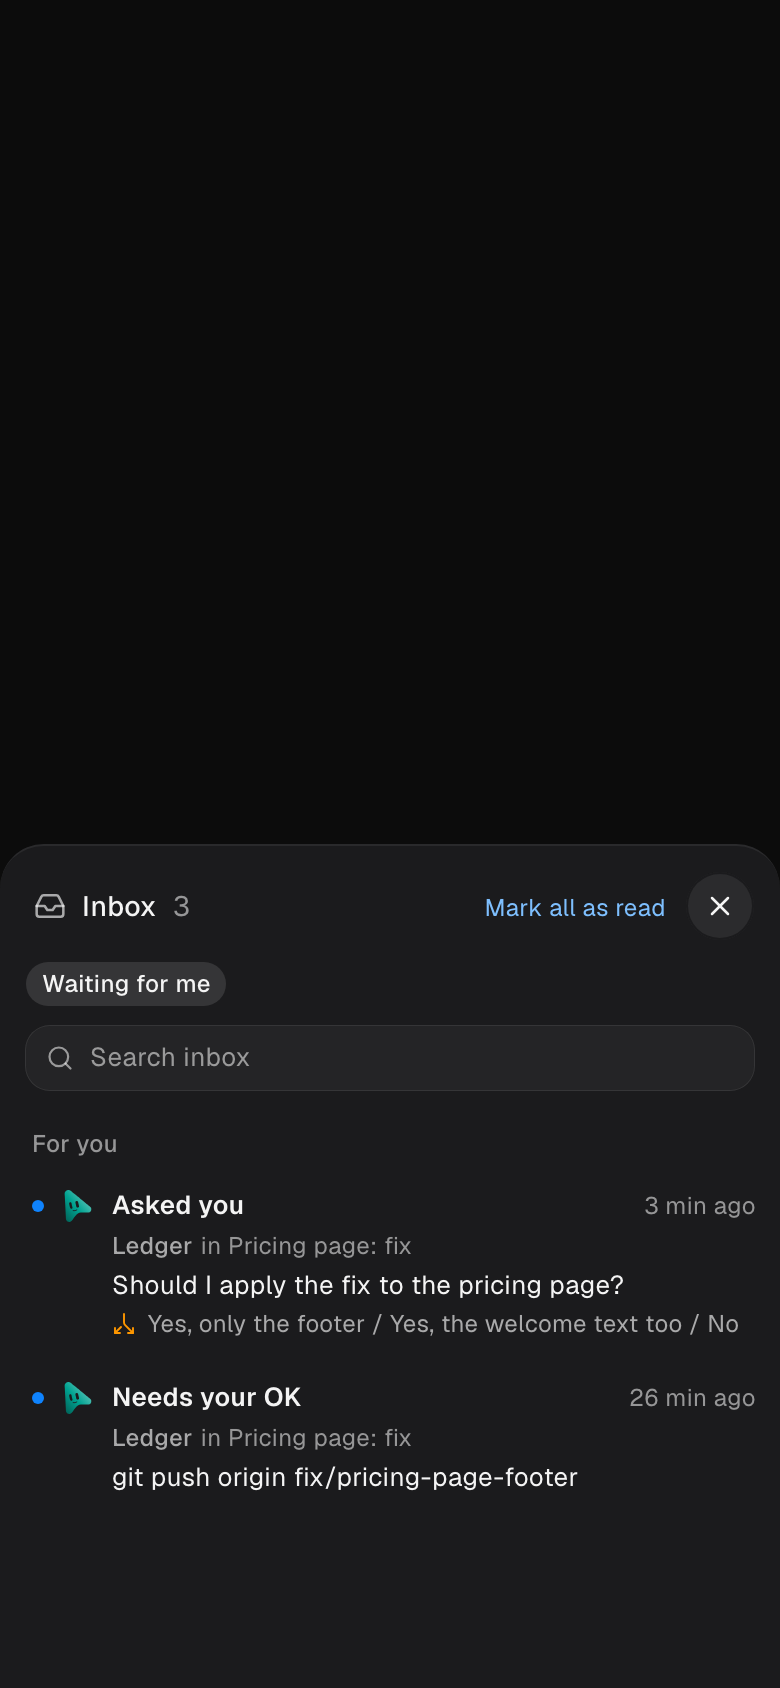 Inbox 3
Mark all as read
Waiting for me
Search inbox
For you
Asked you
3 min ago
Ledger in Pricing page: fix
Should I apply the fix to the pricing page?
Yes, only the footer / Yes, the welcome text too / No
Needs your OK
26 min ago
Ledger in Pricing page: fix
git push origin fix/pricing-page-footer